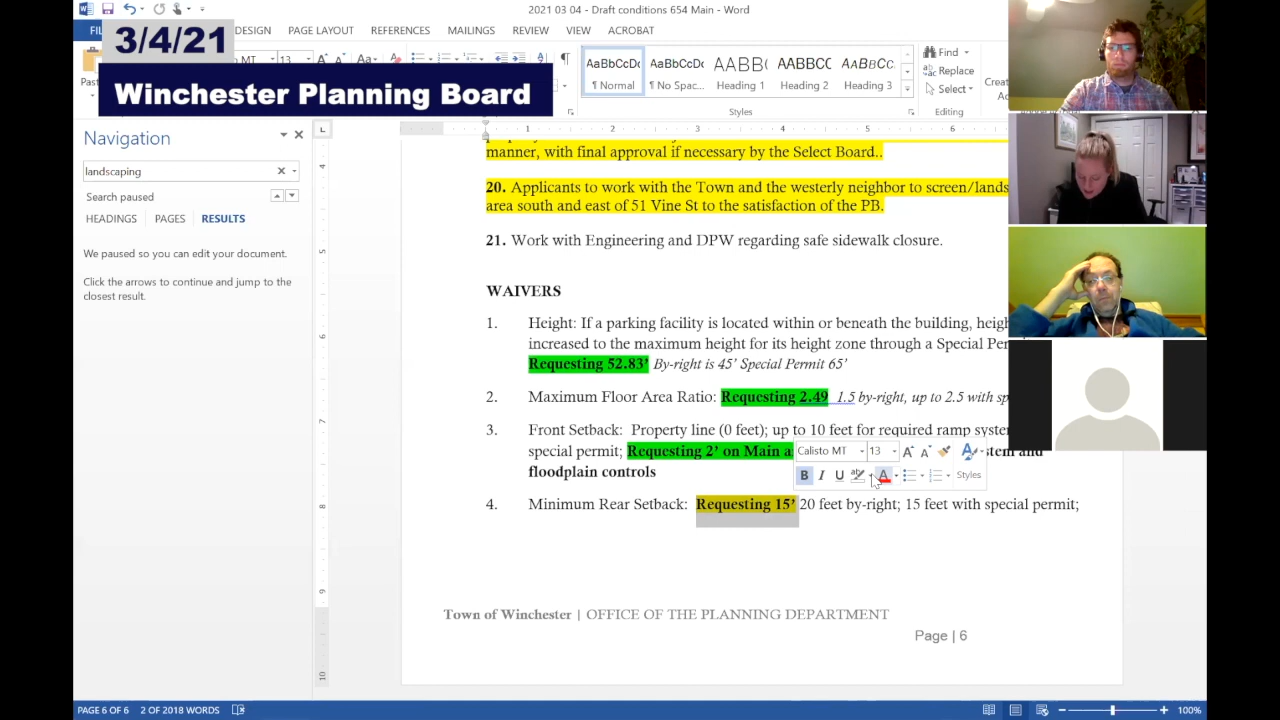 2021 03 04 - Draft conditions 654 Main - Word
DESIGN PAGE LAYOUT REFERENCES MAILINGS REVIEW VIEW ACROBAT
3/4/21
Winchester Planning Board
AaBbCcDc AaBbCcDc AABBC AABBCC AABBCC
¶ Normal ¶ No Spac... Heading 1 Heading 2 Heading 3
Styles
Find
Replace
Select
Editing
Navigation
landscaping
Search paused
HEADINGS PAGES RESULTS
We paused so you can edit your document.
Click the arrows to continue and jump to the
closest result.
manner, with final approval if necessary by the Select Board..
20. Applicants to work with the Town and the westerly neighbor to screen/lands
area south and east of 51 Vine St to the satisfaction of the PB.
21. Work with Engineering and DPW regarding safe sidewalk closure.
WAIVERS
1. Height: If a parking facility is located within or beneath the building, heig
increased to the maximum height for its height zone through a Special Per
Requesting 52.83’ By-right is 45’ Special Permit 65’
2. Maximum Floor Area Ratio: Requesting 2.49 1.5 by-right, up to 2.5 with sp
3. Front Setback: Property line (0 feet); up to 10 feet for required ramp syste
special permit; Requesting 2’ on Main a stem and
floodplain controls
Calisto MT 13
Styles
4. Minimum Rear Setback: Requesting 15’ 20 feet by-right; 15 feet with special permit;
Town of Winchester | OFFICE OF THE PLANNING DEPARTMENT
Page | 6
PAGE 6 OF 6 2 OF 2018 WORDS
100%